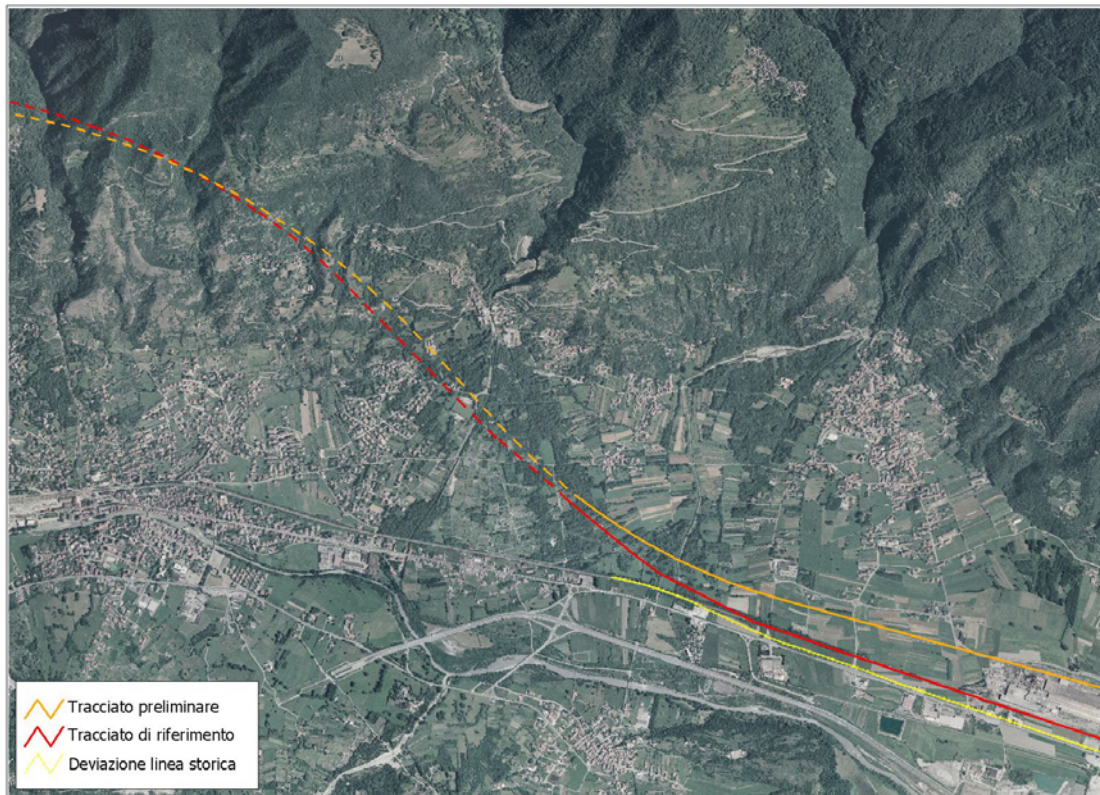 Tracciato preliminare
Tracciato di riferimento
Deviazione linea storica